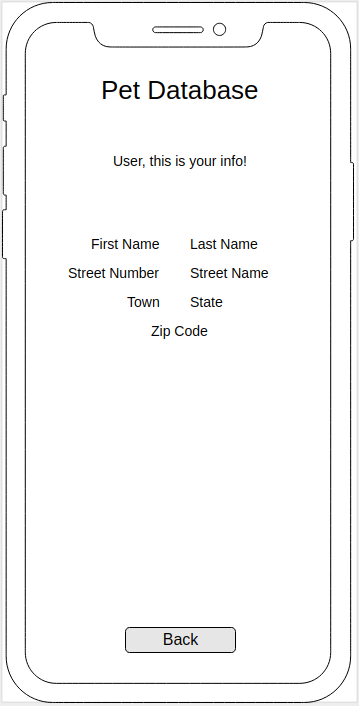 Pet Database
User, this is your info!
First Name Last Name
Street Number Street Name
Town State
Zip Code
Back